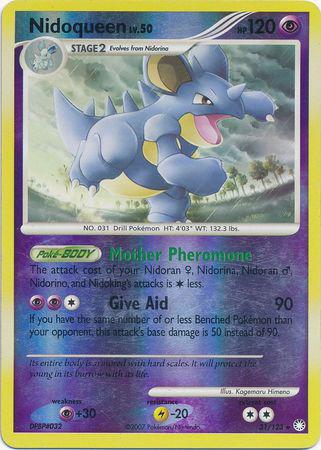 Nidoqueen LV.50 HP 120
STAGE2 Evolves from Nidorina
NO. 031 Drill Pokémon HT: 4'03" WT: 132.3 lbs.
Poké-BODY Mother Pheromone
The attack cost of your Nidoran ♀, Nidorina, Nidoran ♂,
Nidorino, and Nidoking's attacks is less.
Give Aid 90
If you have the same number of or less Benched Pokémon than
your opponent, this attack's base damage is 50 instead of 90.
Its entire body is armored with hard scales. It will protect the
young in its burrow with its life.
Illus. Kagemaru Himeno
weakness resistance retreat cost
+30 -20
DPBP#032 ©2007 Pokémon/Nintendo 31/123 ★